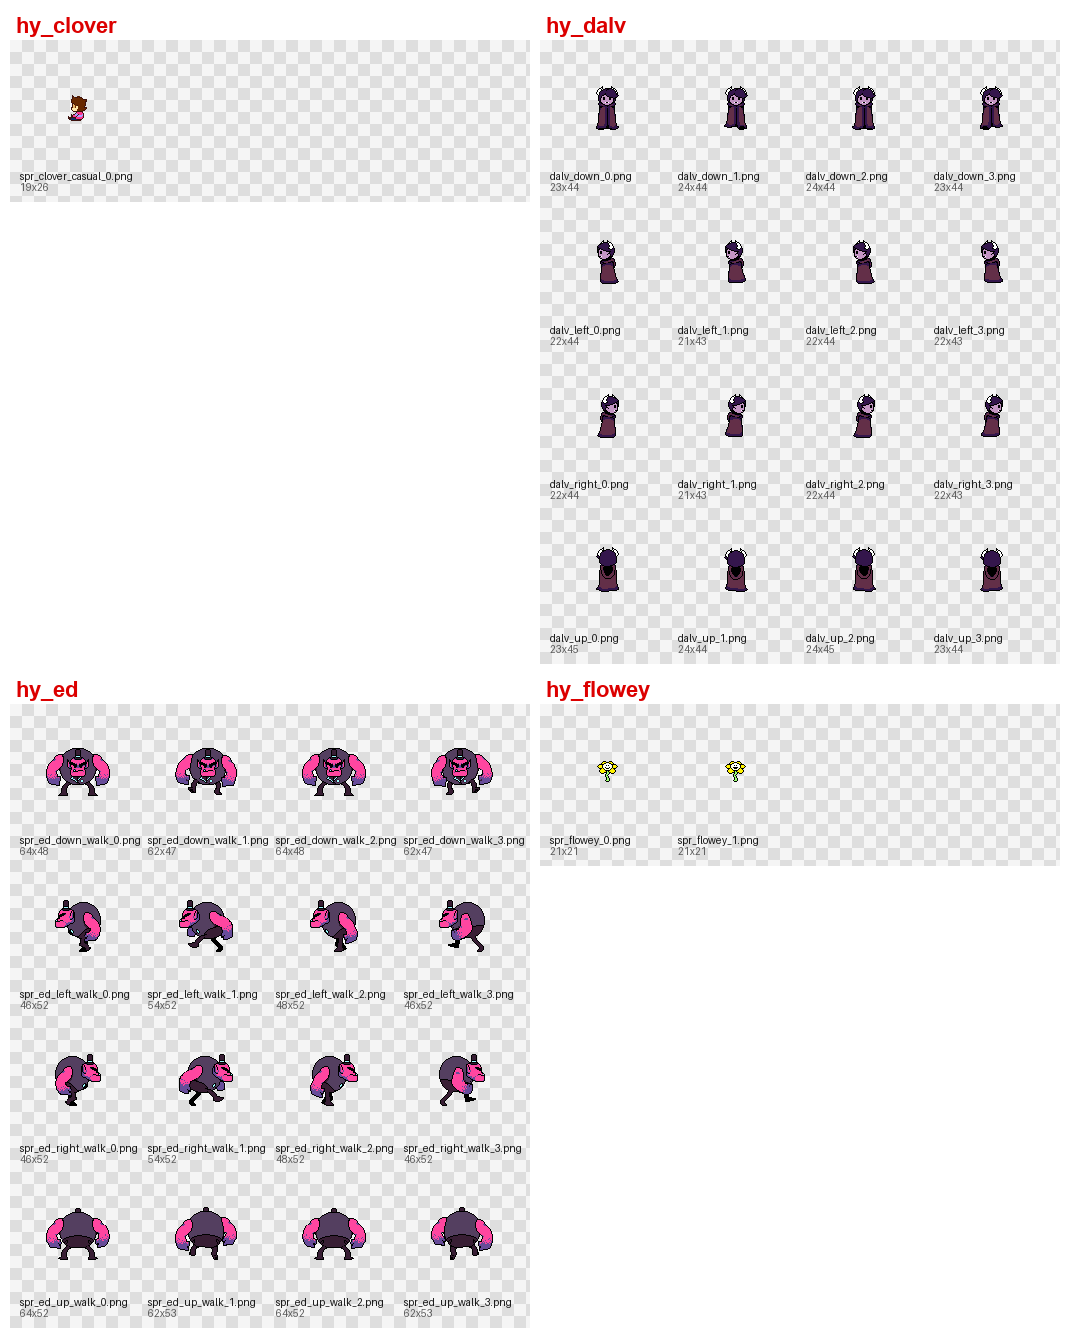 hy_clover
spr_clover_casual_0.png
19x26
hy_dalv
dalv_down_0.png dalv_down_1.png dalv_down_2.png dalv_down_3.png
23x44 24x44 24x44 23x44
dalv_left_0.png dalv_left_1.png dalv_left_2.png dalv_left_3.png
22x44 21x43 22x44 22x43
dalv_right_0.png dalv_right_1.png dalv_right_2.png dalv_right_3.png
22x44 21x43 22x44 22x43
dalv_up_0.png dalv_up_1.png dalv_up_2.png dalv_up_3.png
23x45 24x44 24x45 23x44
hy_ed
spr_ed_down_walk_0.png spr_ed_down_walk_1.png spr_ed_down_walk_2.png spr_ed_down_walk_3.png
64x48 62x47 64x48 62x47
spr_ed_left_walk_0.png spr_ed_left_walk_1.png spr_ed_left_walk_2.png spr_ed_left_walk_3.png
46x52 54x52 48x52 46x52
spr_ed_right_walk_0.png spr_ed_right_walk_1.png spr_ed_right_walk_2.png spr_ed_right_walk_3.png
46x52 54x52 48x52 46x52
spr_ed_up_walk_0.png spr_ed_up_walk_1.png spr_ed_up_walk_2.png spr_ed_up_walk_3.png
64x52 62x53 64x52 62x53
hy_flowey
spr_flowey_0.png spr_flowey_1.png
21x21 21x21